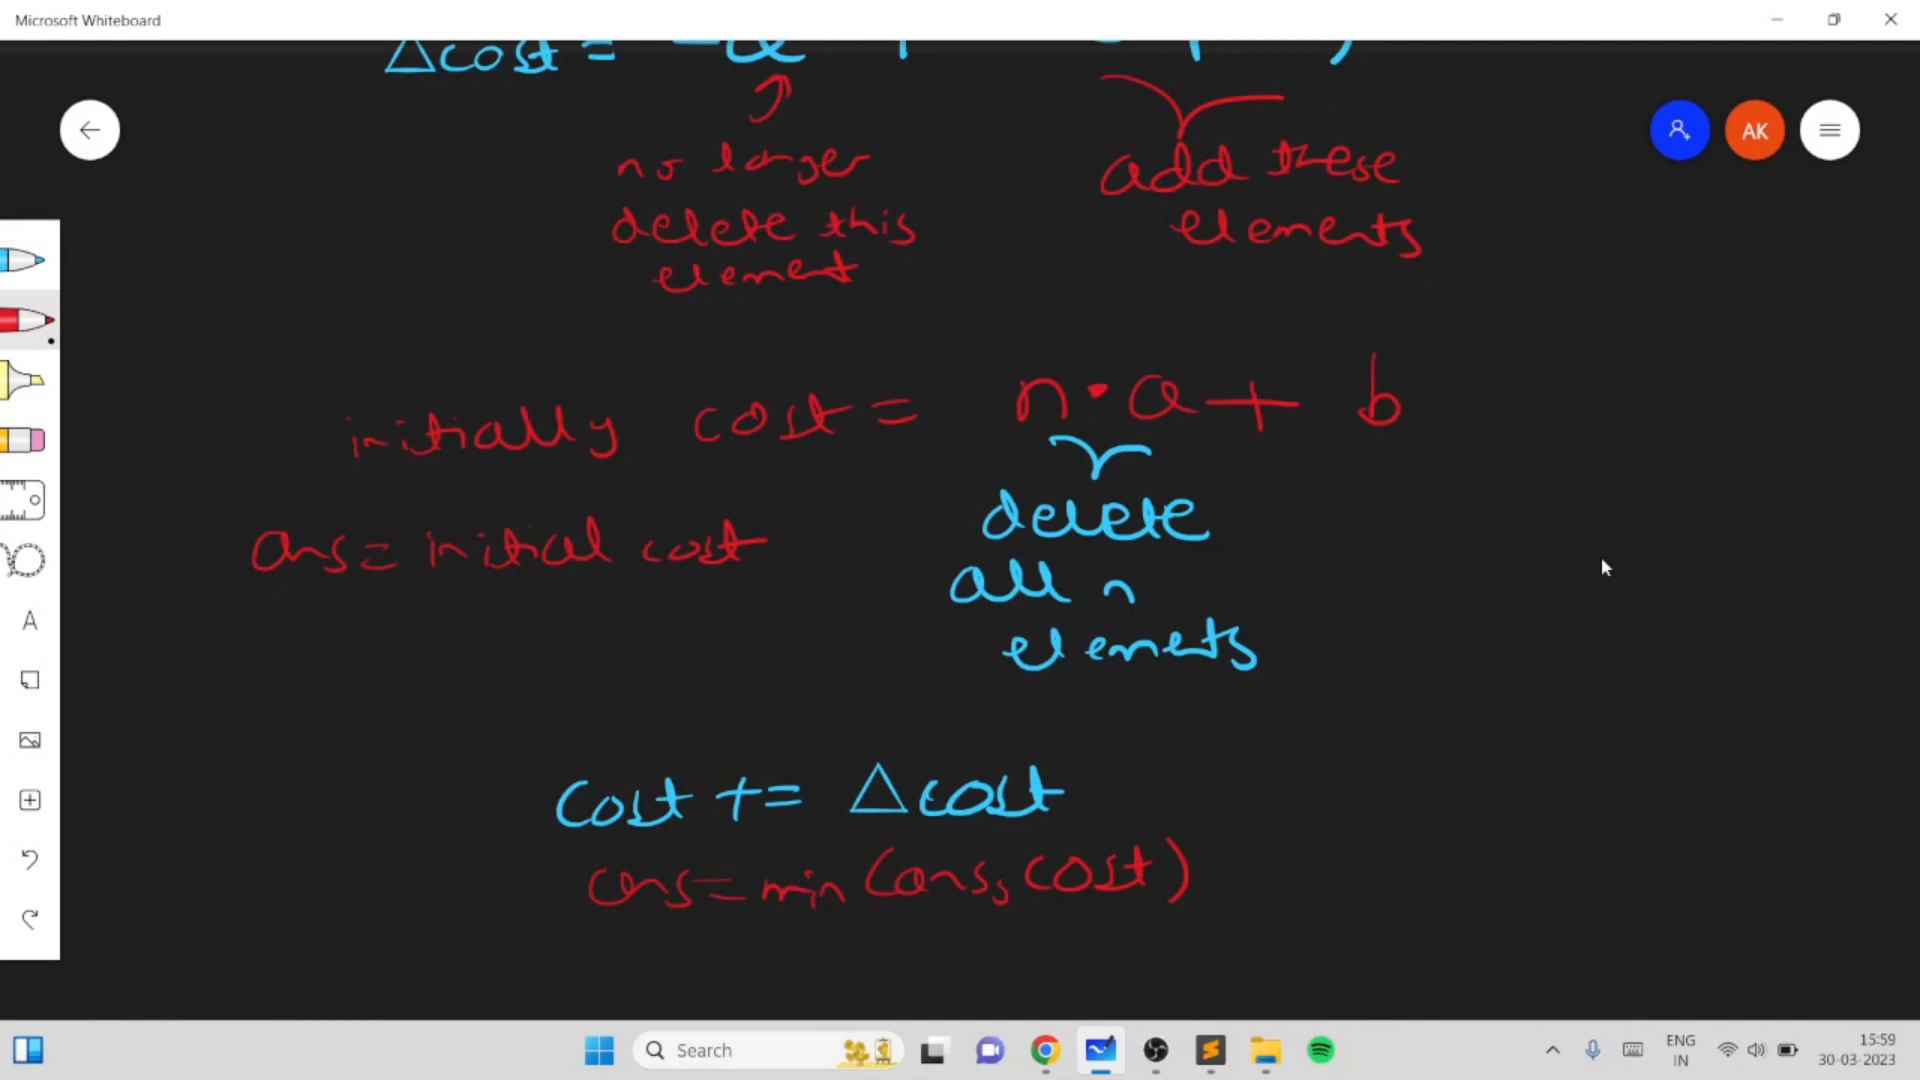 Microsoft Whiteboard
Δcost = -a +
AK
no longer
delete this
element
add these
elements
initially cost = n·a + b
delete
all n
elements
ans = initial cost
cost += Δcost
ans = min (ans, cost)
A
Search
ENG
IN
15:59
30-03-2023